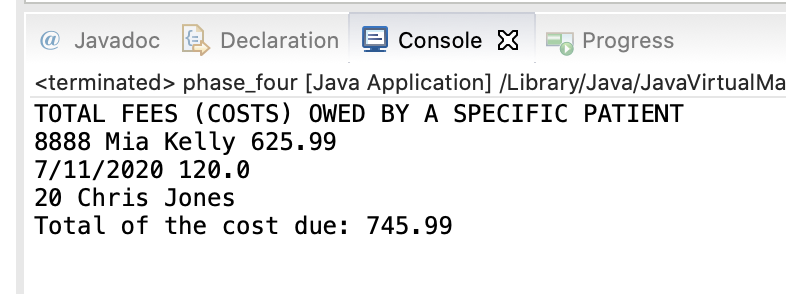 @ Javadoc Declaration Console Progress
<terminated> phase_four [Java Application] /Library/Java/JavaVirtualMa
TOTAL FEES (COSTS) OWED BY A SPECIFIC PATIENT
8888 Mia Kelly 625.99
7/11/2020 120.0
20 Chris Jones
Total of the cost due: 745.99